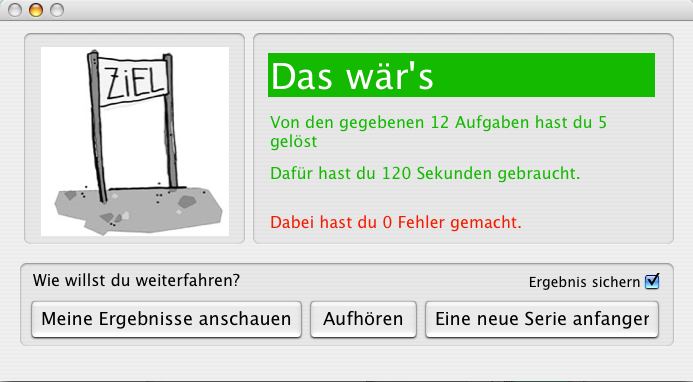 ZiEL
Das wär's
Von den gegebenen 12 Aufgaben hast du 5
gelöst
Dafür hast du 120 Sekunden gebraucht.
Dabei hast du 0 Fehler gemacht.
Wie willst du weiterfahren?
Ergebnis sichern
Meine Ergebnisse anschauen
Aufhören
Eine neue Serie anfangen